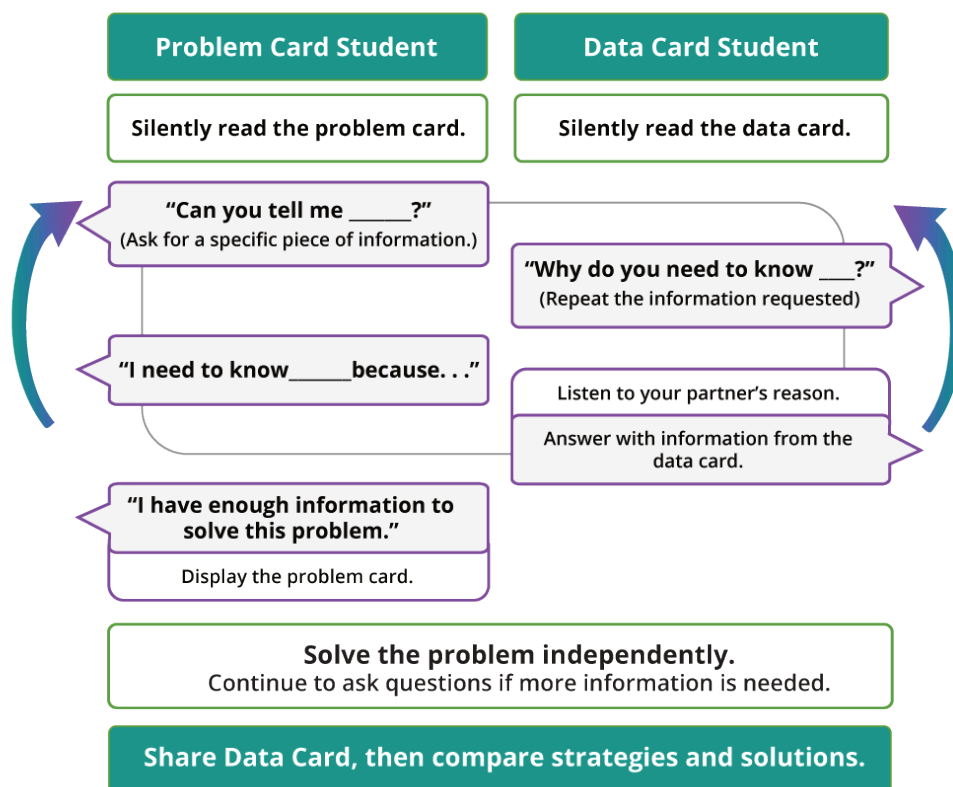 Problem Card Student
Data Card Student
Silently read the problem card.
Silently read the data card.
“Can you tell me ______?”
(Ask for a specific piece of information.)
“Why do you need to know ___?”
(Repeat the information requested)
“I need to know______because. . .”
Listen to your partner’s reason.
Answer with information from the
data card.
“I have enough information to
solve this problem.”
Display the problem card.
Solve the problem independently.
Continue to ask questions if more information is needed.
Share Data Card, then compare strategies and solutions.